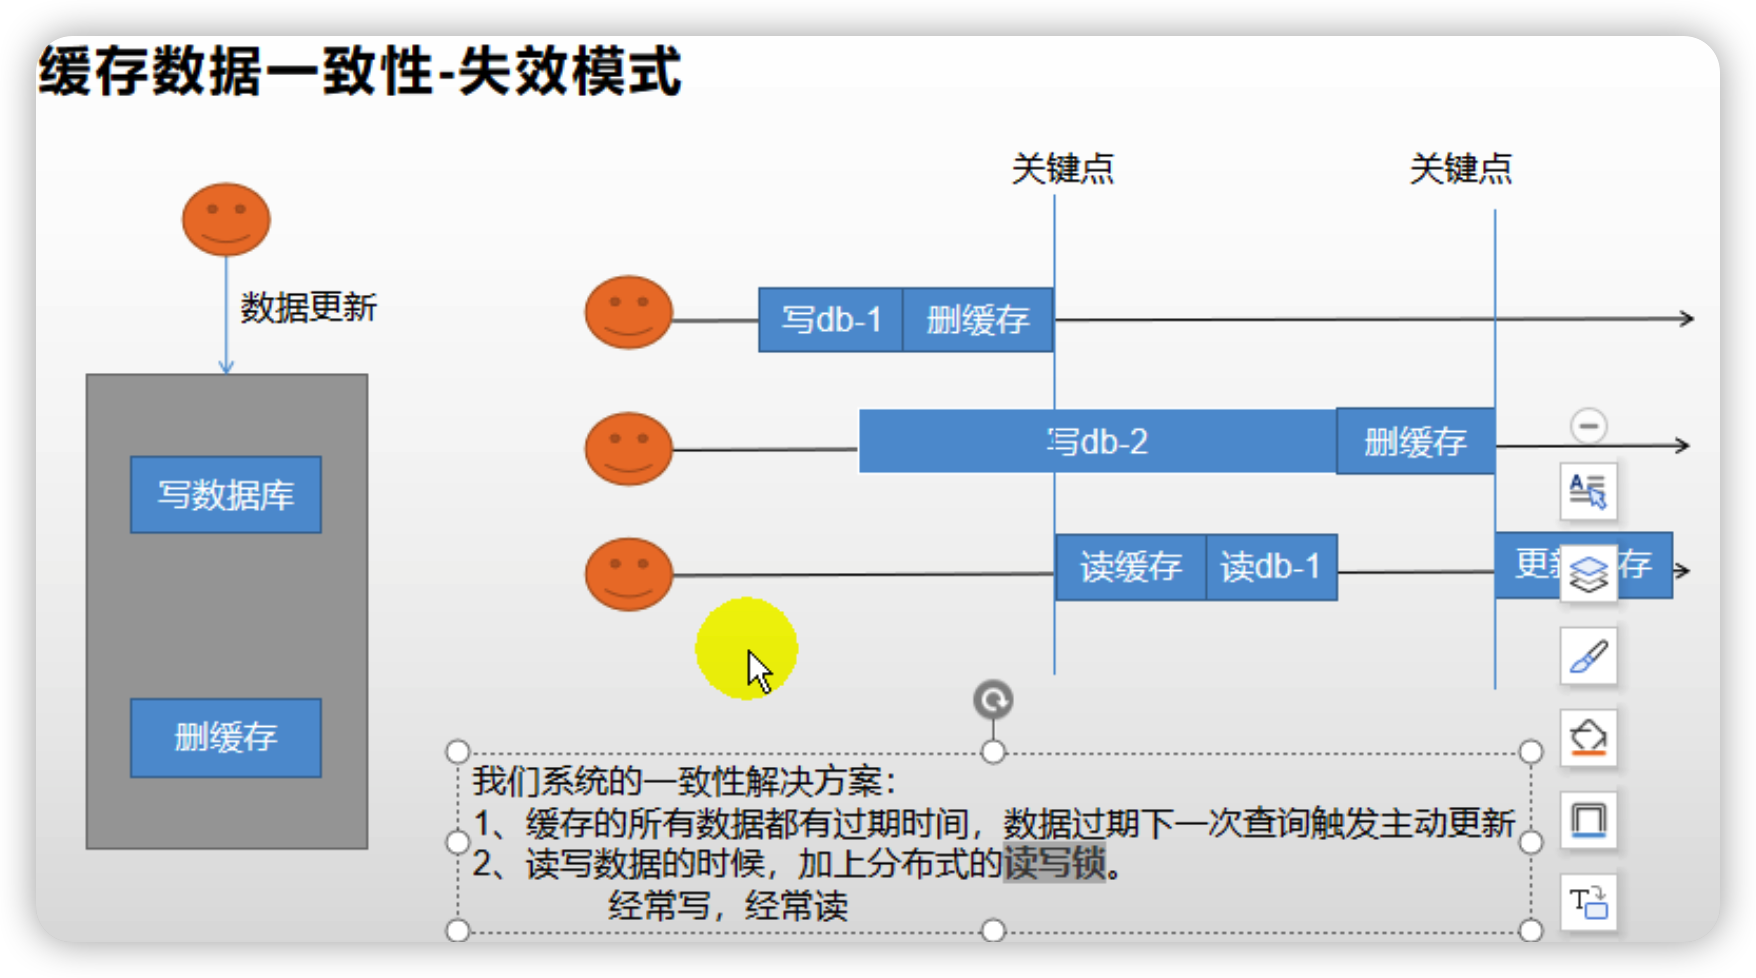 缓存数据一致性-失效模式
关键点
关键点
数据更新
写db-1
删缓存
写db-2
删缓存
写数据库
读缓存
读db-1
更 存
删缓存
我们系统的一致性解决方案:
1、缓存的所有数据都有过期时间，数据过期下一次查询触发主动更新
2、读写数据的时候，加上分布式的读写锁。
经常写，经常读